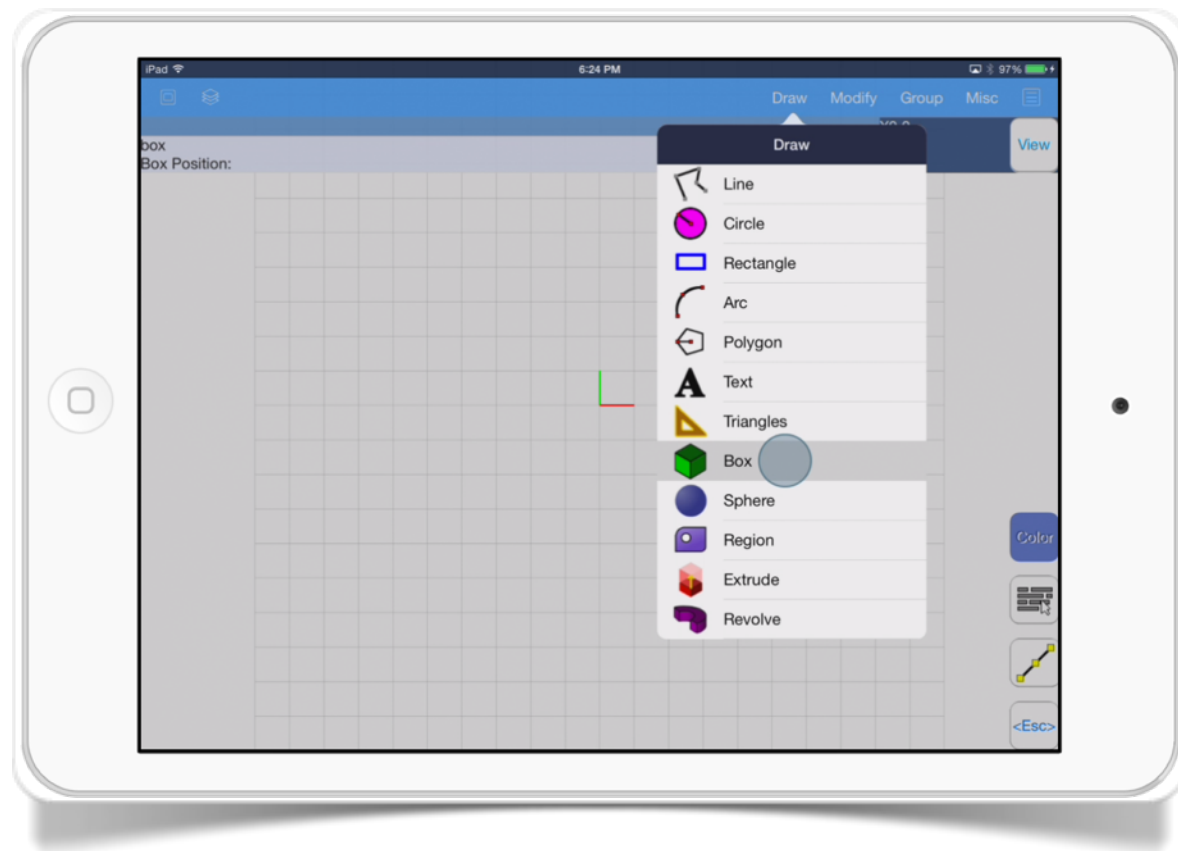 iPad 6:24 PM 97%
Draw Modify Group Misc
box
Box Position:
View
Draw
Line
Circle
Rectangle
Arc
Polygon
Text
Triangles
Box
Sphere
Region
Extrude
Revolve
Color
<Esc>